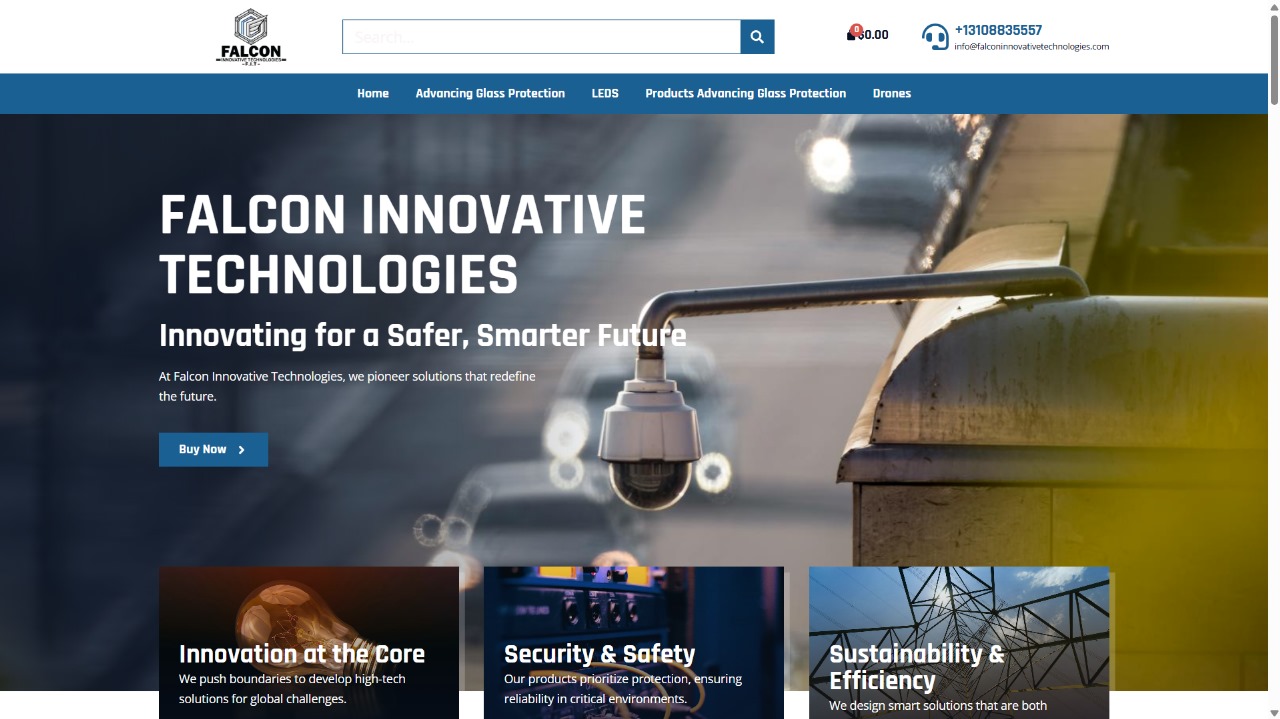 FALCON
INNOVATIVE TECHNOLOGIES
-F.I.T-
Search...
0
$0.00
+13108835557
info@falconinnovativetechnologies.com
Home
Advancing Glass Protection
LEDS
Products Advancing Glass Protection
Drones
FALCON INNOVATIVE
TECHNOLOGIES
Innovating for a Safer, Smarter Future
At Falcon Innovative Technologies, we pioneer solutions that redefine
the future.
Buy Now
Innovation at the Core
We push boundaries to develop high-tech
solutions for global challenges.
Security & Safety
Our products prioritize protection, ensuring
reliability in critical environments.
Sustainability &
Efficiency
We design smart solutions that are both